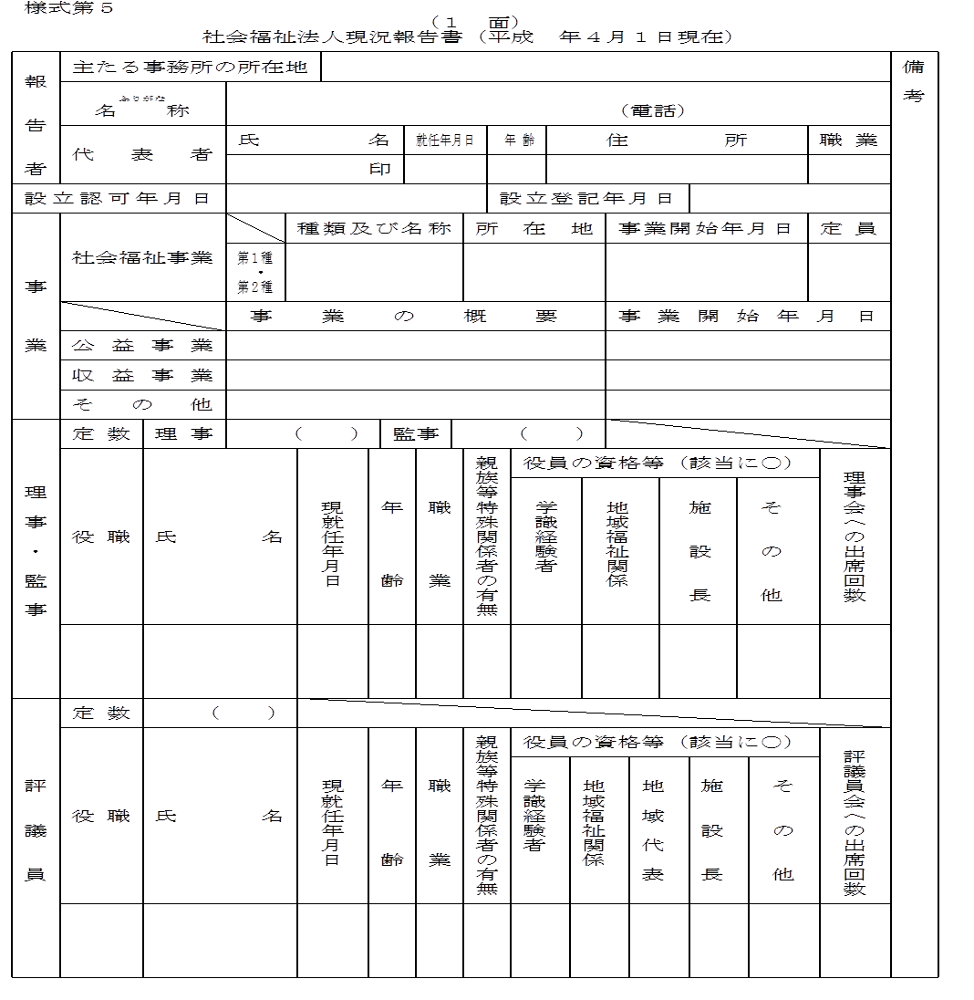 様式第５
（１　面）
社会福祉法人現況報告書（平成　年４月１日現在）
報告者
主たる事務所の所在地
備考
ふりがな
名　称
（電話）
代表者
氏　名
就任年月日
年齢
住　所
職業
印
設立認可年月日
設立登記年月日
事業
社会福祉事業
種類及び名称
所在地
事業開始年月日
定員
第１種
・
第２種
事業の概要
事業開始年月日
公益事業
収益事業
その他
理事・監事
定数
理事
（　）
監事
（　）
役職
氏　名
現就任年月日
年齢
職業
親族等特殊関係者の有無
役員の資格等（該当に○）
学識経験者
地域福祉関係
施設長
その他
理事会への出席回数
評議員
定数
（　）
役職
氏　名
現就任年月日
年齢
職業
親族等特殊関係者の有無
役員の資格等（該当に○）
学識経験者
地域福祉関係
地域代表
施設長
その他
評議員会への出席回数